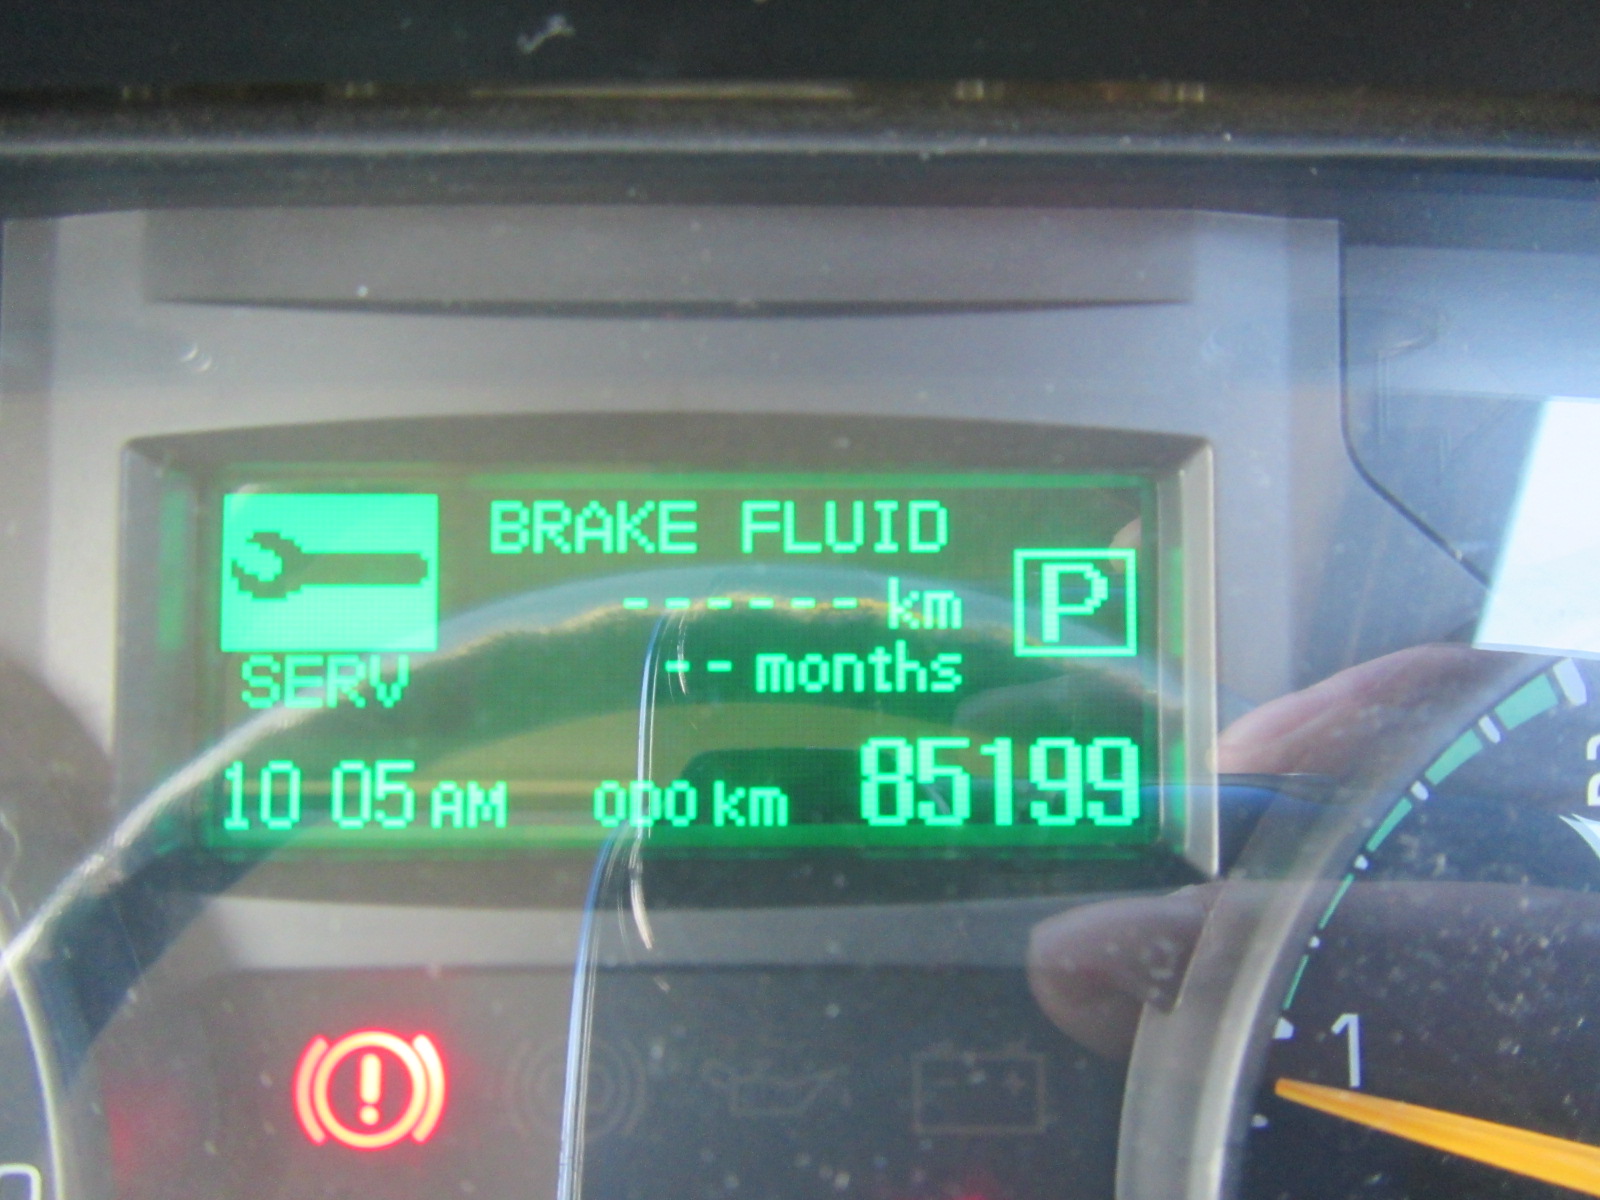 BRAKE FLUID
------ km
P
SERV
-- months
10 05 AM ODO km 85199
1